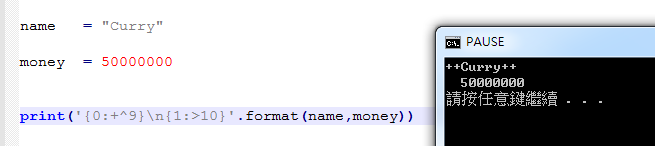 name   = "Curry"
money  = 50000000
print('{0:+^9}\n{1:>10}'.format(name,money))
PAUSE
++Curry++
  50000000
請按任意鍵繼續 . . .